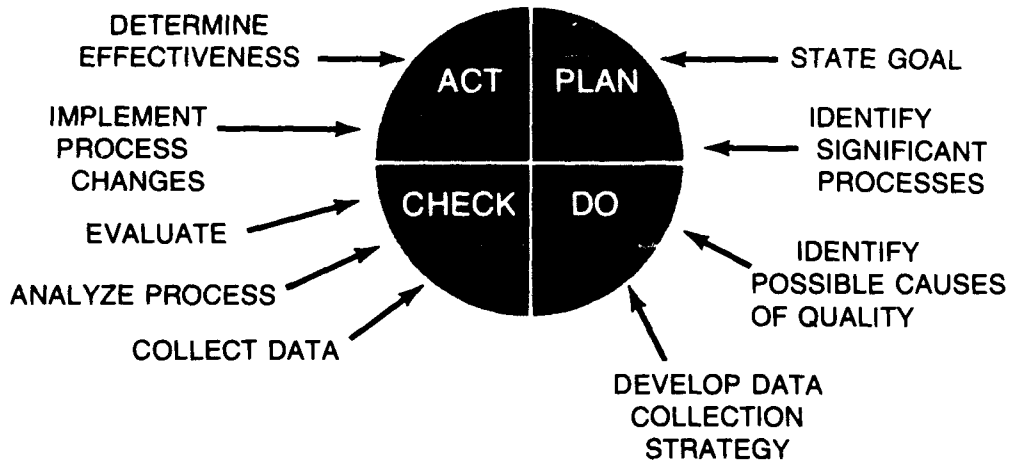 DETERMINE
EFFECTIVENESS
ACT
PLAN
STATE GOAL
IMPLEMENT
PROCESS
CHANGES
IDENTIFY
SIGNIFICANT
PROCESSES
CHECK
DO
EVALUATE
IDENTIFY
POSSIBLE CAUSES
OF QUALITY
ANALYZE PROCESS
COLLECT DATA
DEVELOP DATA
COLLECTION
STRATEGY